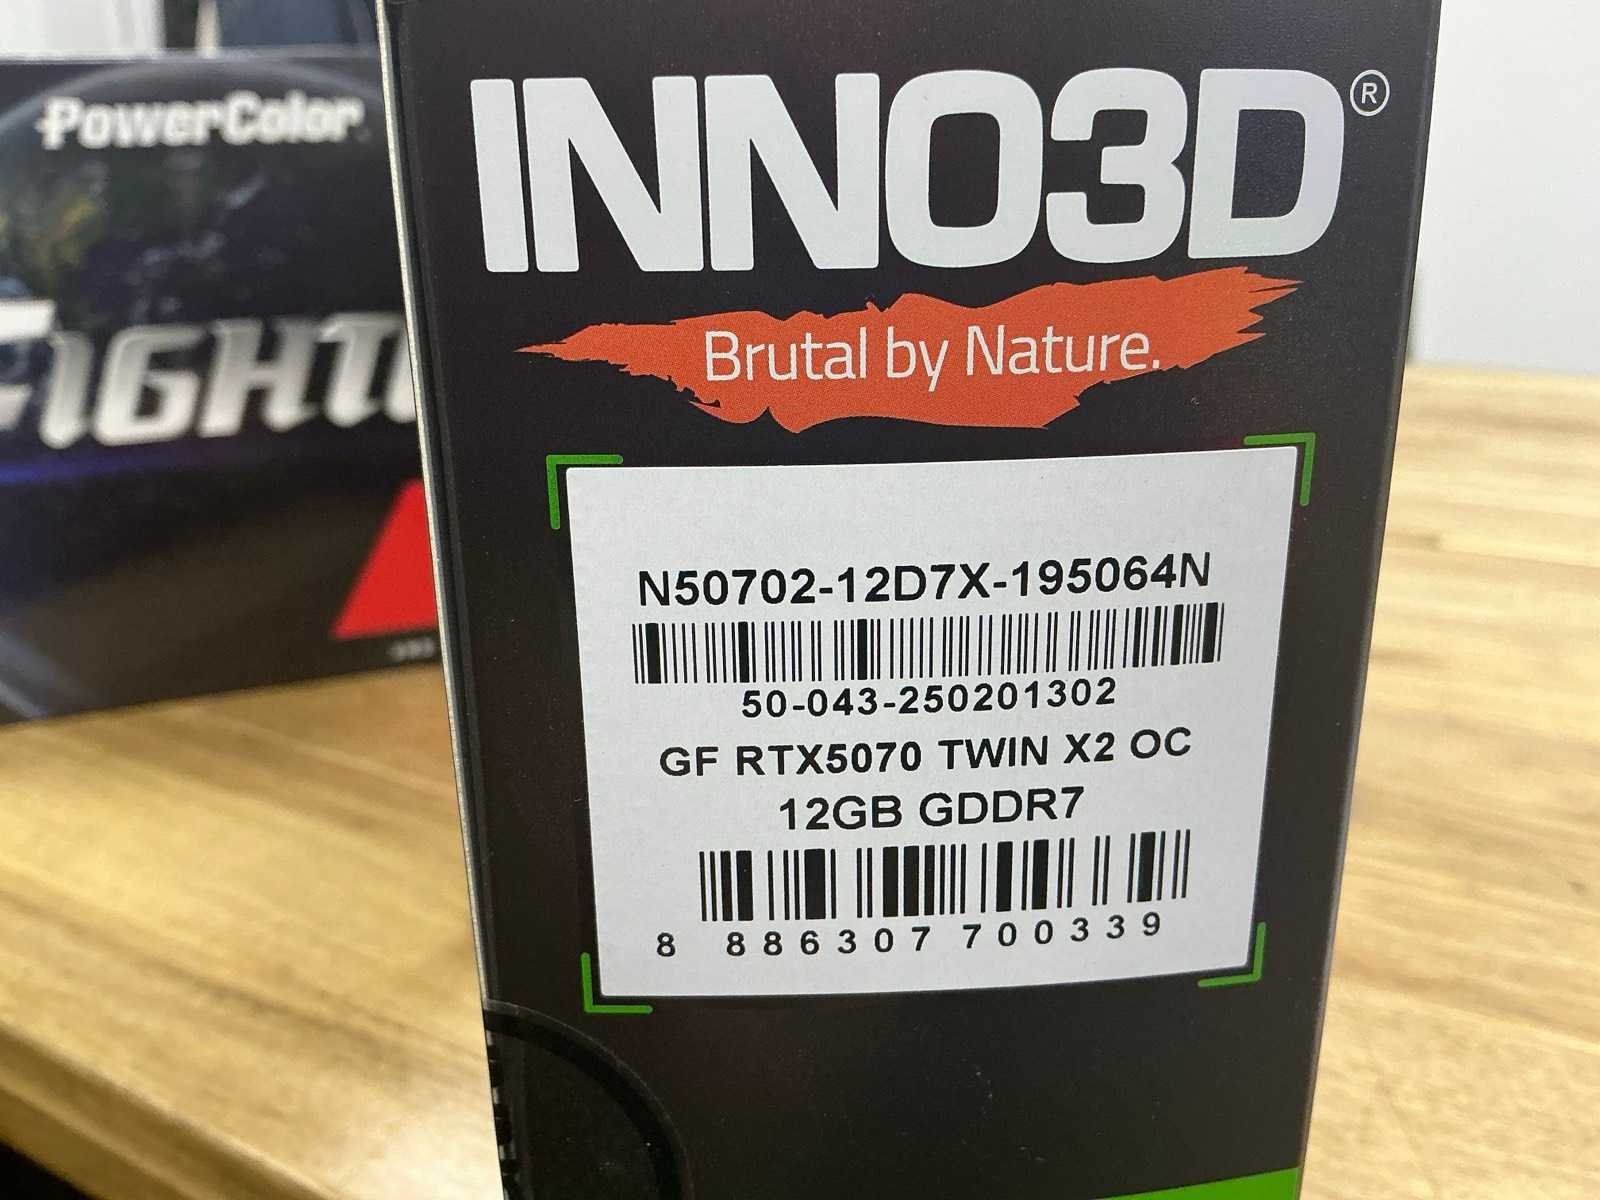 PowerColor
FIGHT
INNO3D®
Brutal by Nature.
N50702-12D7X-195064N
50-043-250201302
GF RTX5070 TWIN X2 OC
12GB GDDR7
8 886307 700339